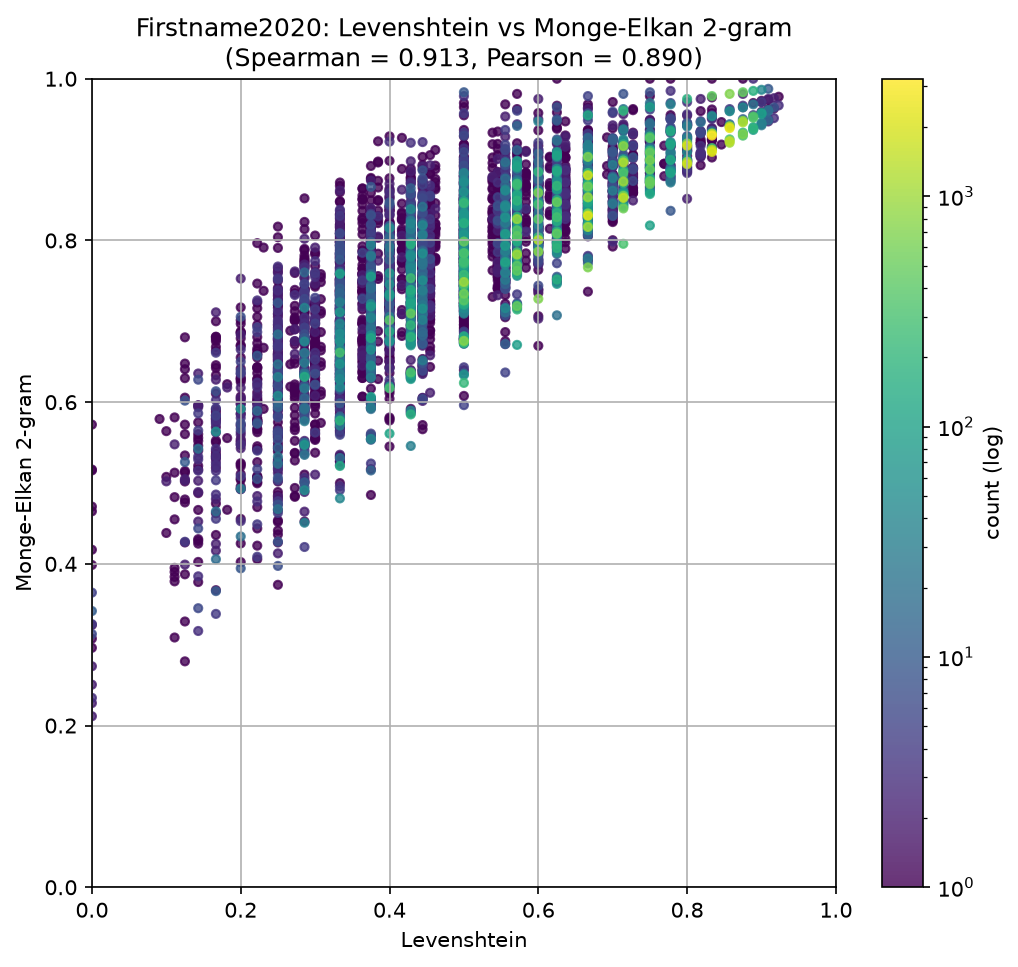 Firstname2020: Levenshtein vs Monge-Elkan 2-gram
(Spearman = 0.913, Pearson = 0.890)
1.0
0.8
0.6
0.4
0.2
0.0
Monge-Elkan 2-gram
0.0 0.2 0.4 0.6 0.8 1.0
Levenshtein
10³
10²
10¹
10⁰
count (log)